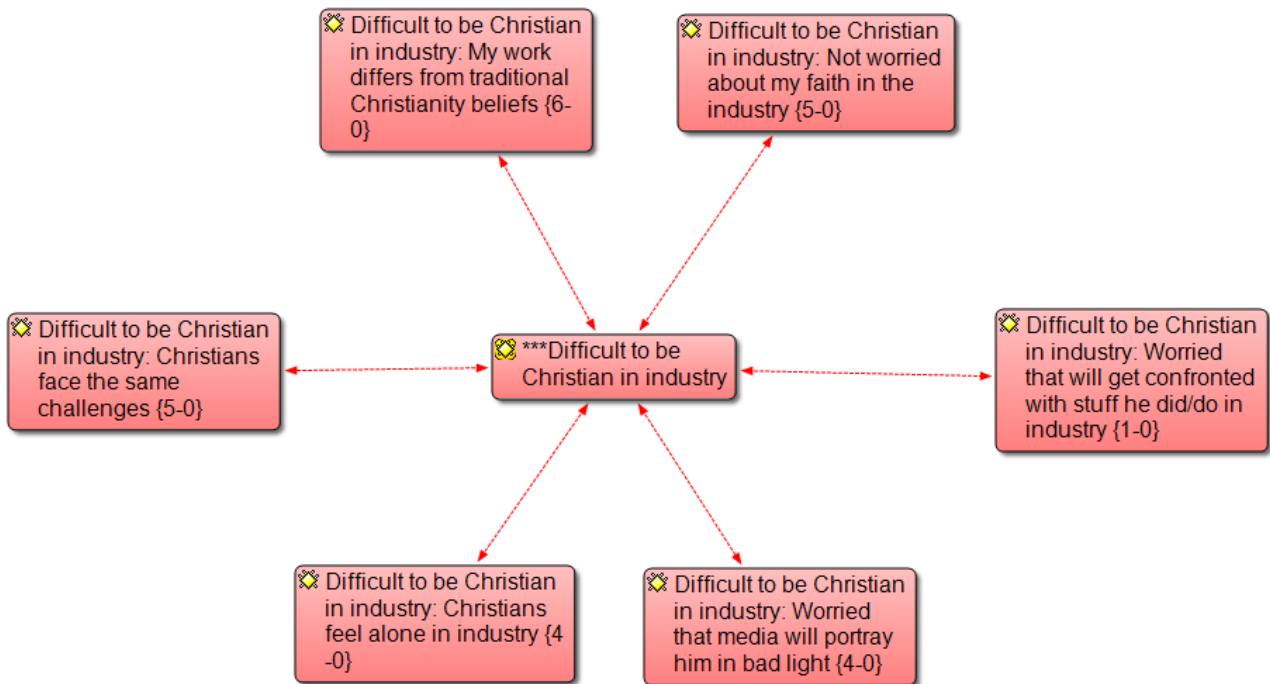 Difficult to be Christian
in industry: My work
differs from traditional
Christianity beliefs {6-
0}
Difficult to be Christian
in industry: Not worried
about my faith in the
industry {5-0}
Difficult to be Christian
in industry: Christians
face the same
challenges {5-0}
***Difficult to be
Christian in industry
Difficult to be Christian
in industry: Worried
that will get confronted
with stuff he did/do in
industry {1-0}
Difficult to be Christian
in industry: Christians
feel alone in industry {4
-0}
Difficult to be Christian
in industry: Worried
that media will portray
him in bad light {4-0}